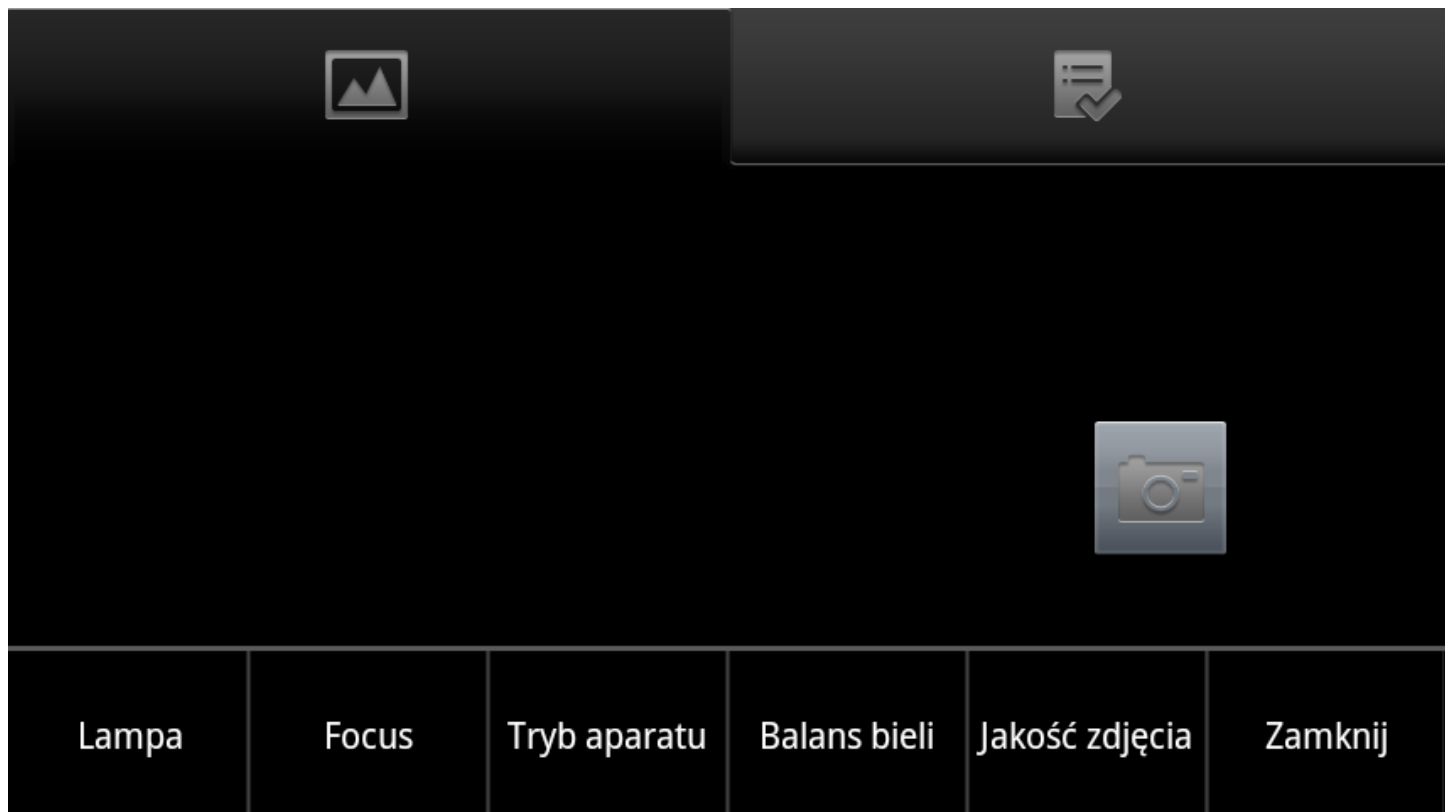 Lampa
Focus
Tryb aparatu
Balans bieli
Jakość zdjęcia
Zamknij